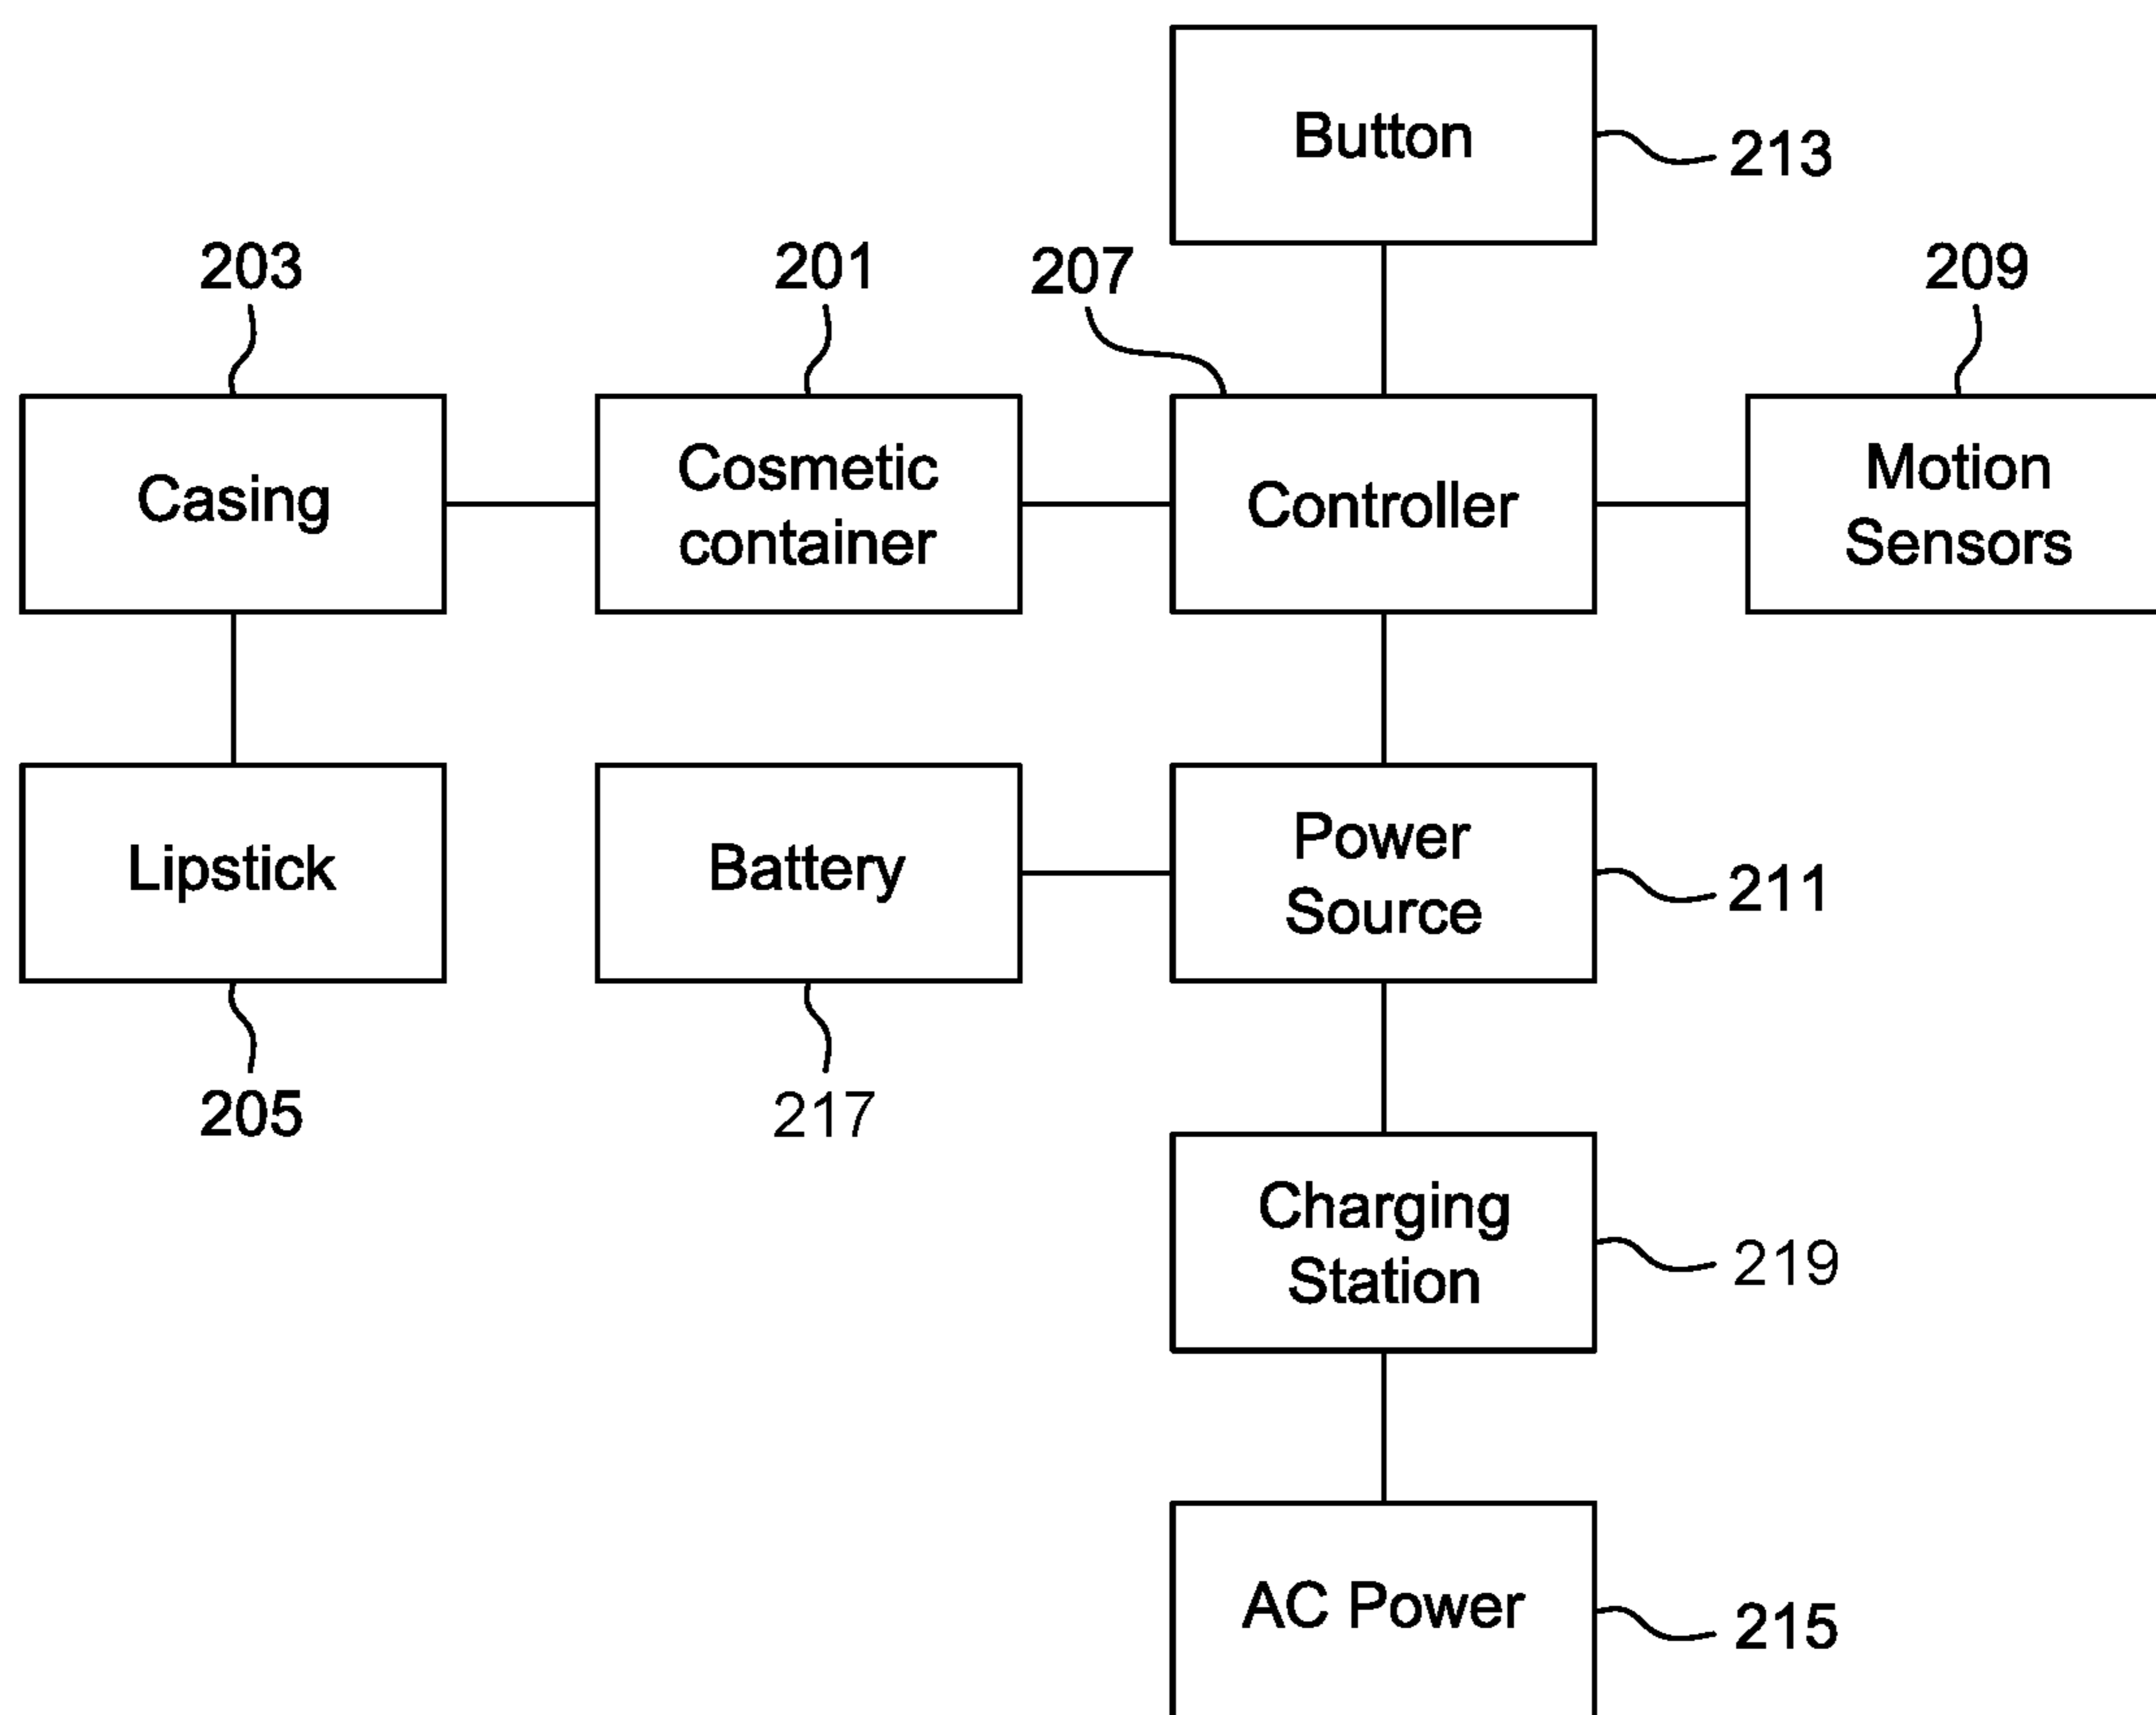 Button
213
203
201
207
209
Casing
Cosmetic
container
Controller
Motion
Sensors
Lipstick
Battery
Power
Source
211
205
217
Charging
Station
219
AC Power
215